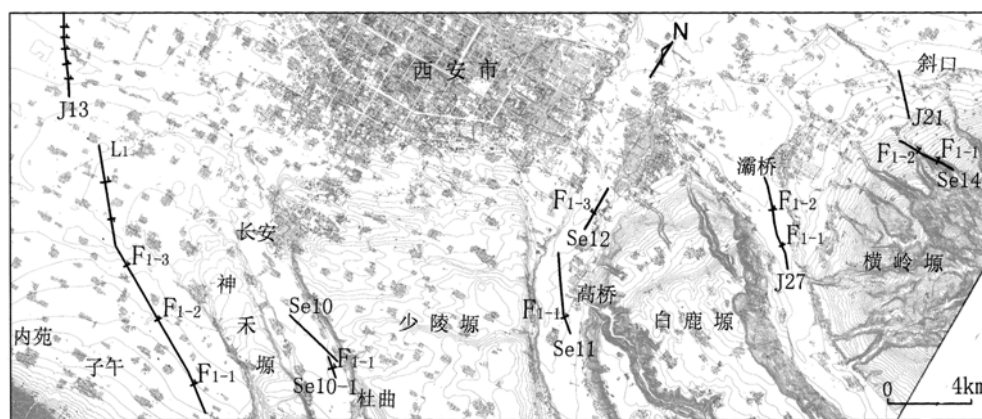 N
西安市
斜口
J13
J21
L1
F1-2
F1-1
Se14
灞桥
F1-3
F1-2
Se12
长安
F1-1
F1-3
横岭塬
神禾塬
J27
Se10
高桥
F1-2
少陵塬
F1-1
白鹿塬
内苑
Se11
子午
F1-1
F1-1
Se10-1
杜曲
0 4km